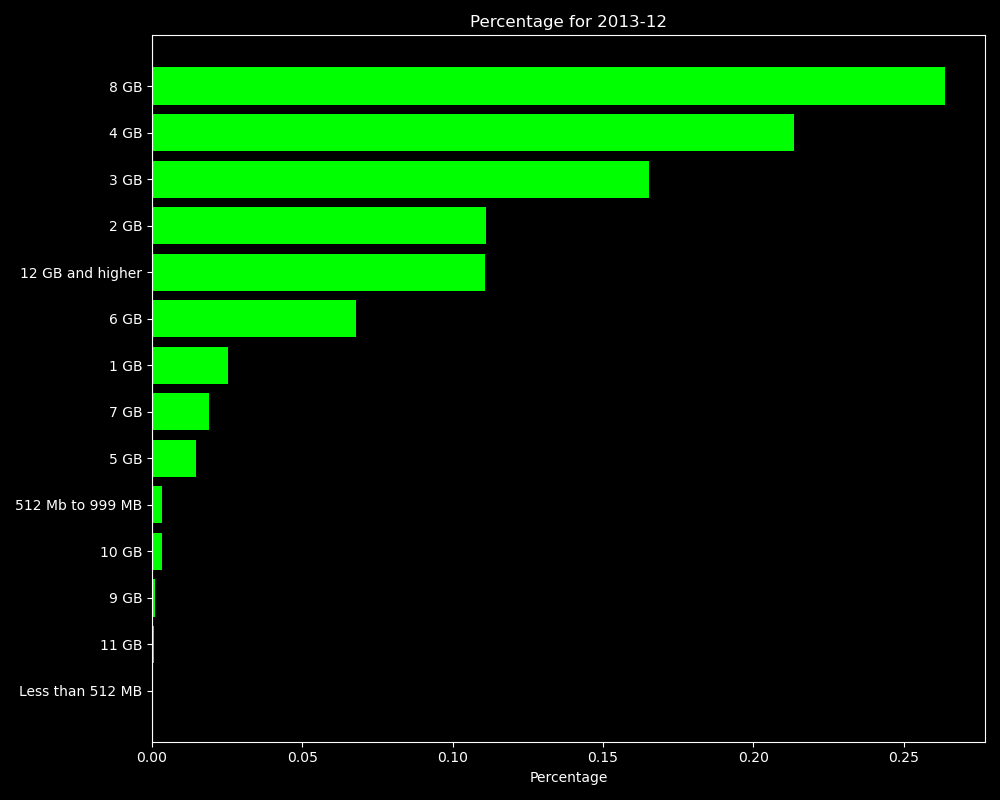 Percentage for 2013-12
8 GB
4 GB
3 GB
2 GB
12 GB and higher
6 GB
1 GB
7 GB
5 GB
512 Mb to 999 MB
10 GB
9 GB
11 GB
Less than 512 MB
0.00 0.05 0.10 0.15 0.20 0.25
Percentage